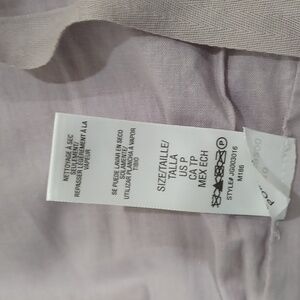 NETTOYAGE À SEC
SEULEMENT/
REPASSER LÉGÈREMENT À LA
VAPEUR
SE PUEDE LAVAR EN SECO
SOLAMENTE/
UTILIZAR PLANCHA A VAPOR
TIBIO
SIZE/TAILLE/
TALLA
US P
CA TP
MEX ECH
STYLE# JG003016
M186